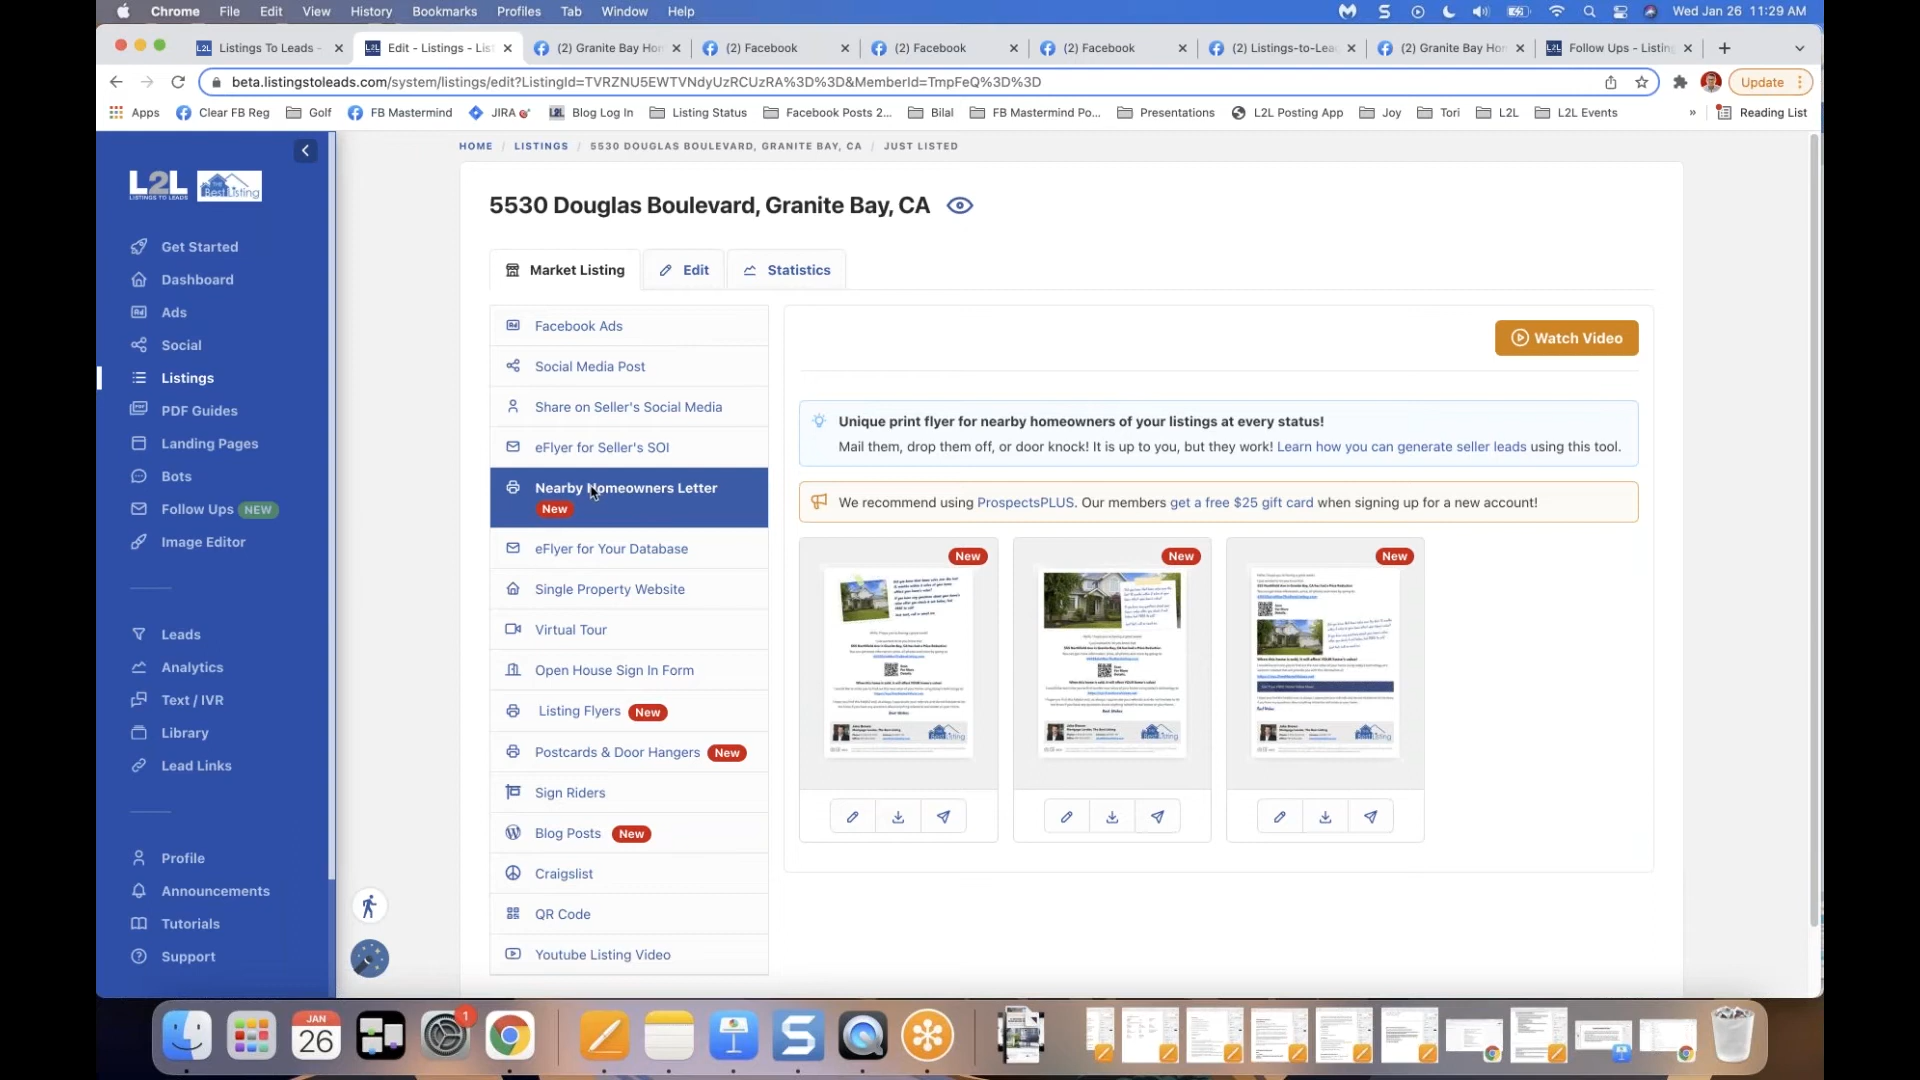 Chrome File Edit View History Bookmarks Profiles Tab Window Help
Wed Jan 26 11:29 AM
Listings To Leads -
Edit - Listings - List
(2) Granite Bay Hom
(2) Facebook
(2) Facebook
(2) Facebook
(2) Listings-to-Lea
(2) Granite Bay Hom
Follow Ups - Listing
beta.listingstoleads.com/system/listings/edit?ListingId=TVRZNU5EWTVNdyUzRCUzRA%3D%3D&MemberId=TmpFeQ%3D%3D
Update
Apps Clear FB Reg Golf FB Mastermind JIRA Blog Log In Listing Status Facebook Posts 2... Bilal FB Mastermind Po... Presentations L2L Posting App Joy Tori L2L L2L Events » Reading List
HOME / LISTINGS / 5530 DOUGLAS BOULEVARD, GRANITE BAY, CA / JUST LISTED
L2L
LISTINGS TO LEADS
THE Best Listing
Get Started
Dashboard
Ads
Social
Listings
PDF Guides
Landing Pages
Bots
Follow Ups NEW
Image Editor
Leads
Analytics
Text / IVR
Library
Lead Links
Profile
Announcements
Tutorials
Support
5530 Douglas Boulevard, Granite Bay, CA
Market Listing
Edit
Statistics
Facebook Ads
Social Media Post
Share on Seller's Social Media
eFlyer for Seller's SOI
Nearby Homeowners Letter
New
eFlyer for Your Database
Single Property Website
Virtual Tour
Open House Sign In Form
Listing Flyers New
Postcards & Door Hangers New
Sign Riders
Blog Posts New
Craigslist
QR Code
Youtube Listing Video
Watch Video
Unique print flyer for nearby homeowners of your listings at every status!
Mail them, drop them off, or door knock! It is up to you, but they work! Learn how you can generate seller leads using this tool.
We recommend using ProspectsPLUS. Our members get a free $25 gift card when signing up for a new account!
New
New
New
JAN
26
1